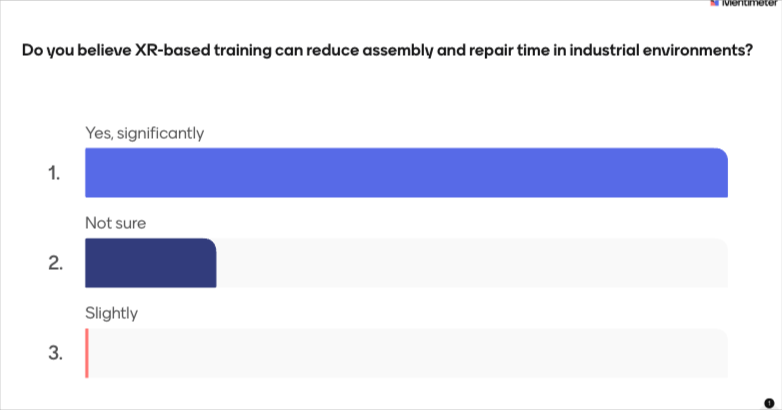 Mentimeter
Do you believe XR-based training can reduce assembly and repair time in industrial environments?
Yes, significantly
1.
Not sure
2.
Slightly
3.
1